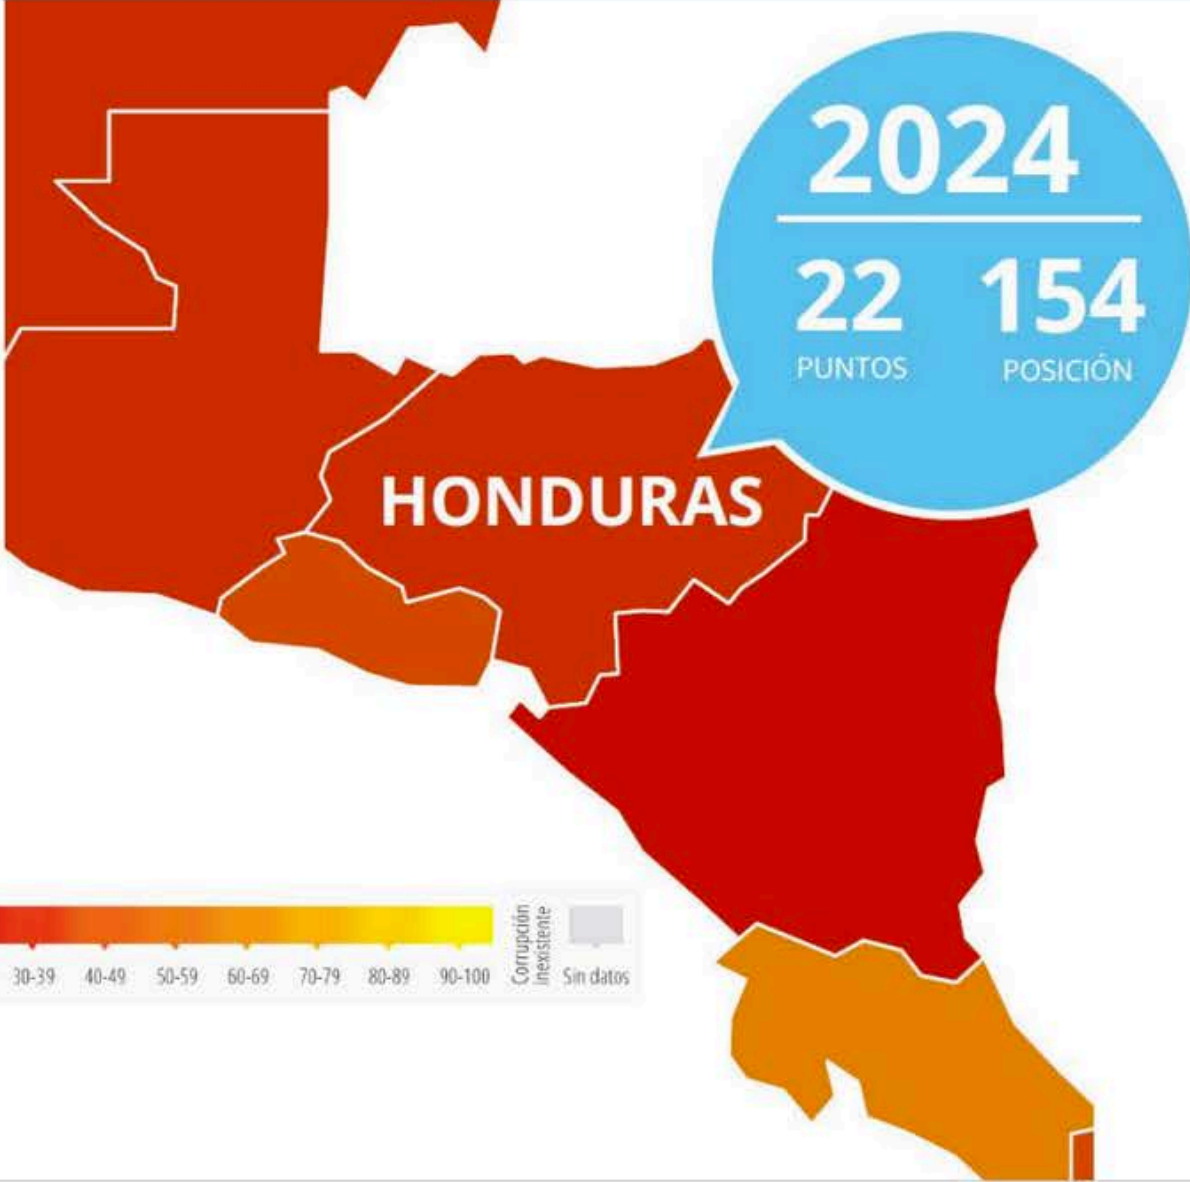 2024
22 154
PUNTOS POSICIÓN
HONDURAS
30-39 40-49 50-59 60-69 70-79 80-89 90-100
Corrupción
inexistente
Sin datos